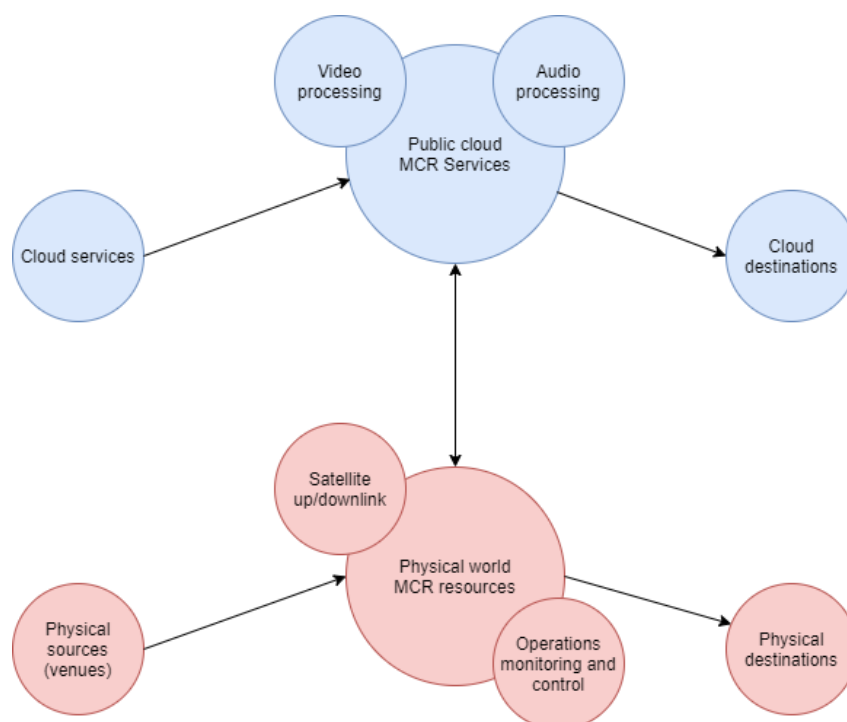 Video
processing
Audio
processing
Public cloud
MCR Services
Cloud services
Cloud
destinations
Satellite
up/downlink
Physical world
MCR resources
Physical
sources
(venues)
Operations
monitoring and
control
Physical
destinations